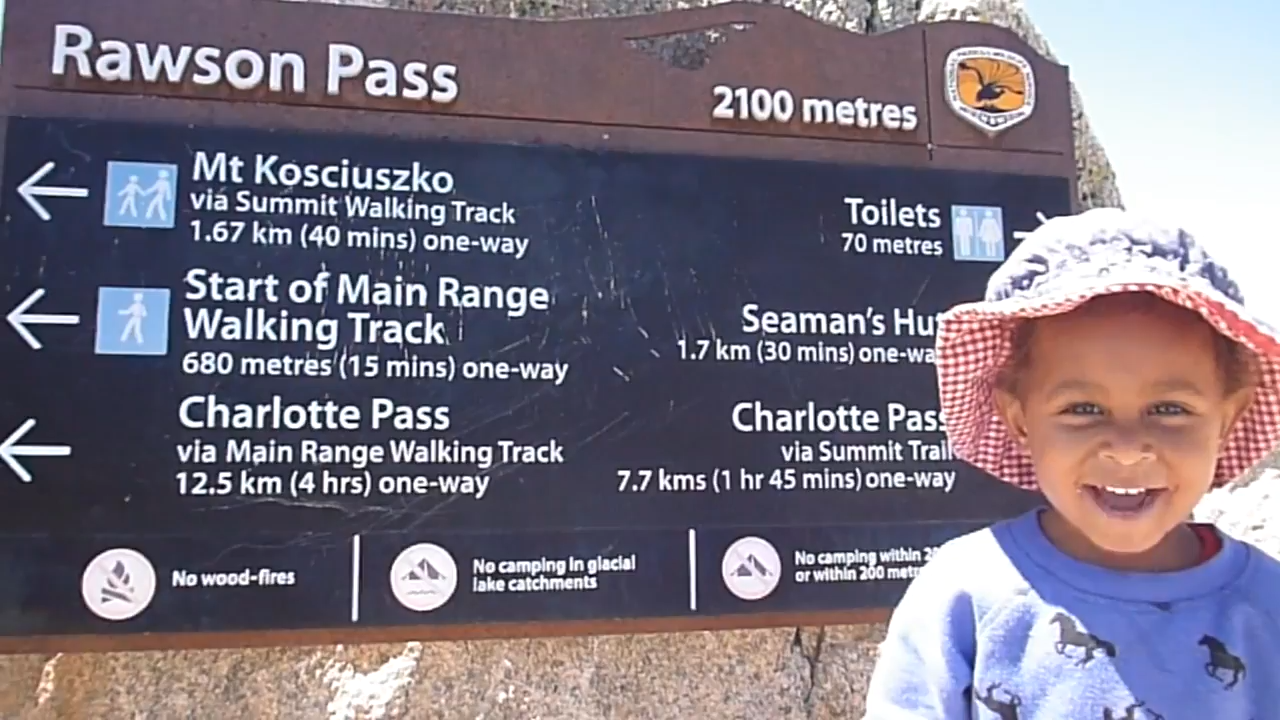 Rawson Pass
2100 metres
Mt Kosciuszko
via Summit Walking Track
1.67 km (40 mins) one-way
Start of Main Range
Walking Track
680 metres (15 mins) one-way
Charlotte Pass
via Main Range Walking Track
12.5 km (4 hrs) one-way
Toilets
70 metres
Seaman's
1.7 km (30 mins)
Charlotte Pass
via Summit Trail
7.7 kms (1 hr 45 mins) one-way
No wood-fires
No camping in glacial
lake catchments
No camping within
or within 200